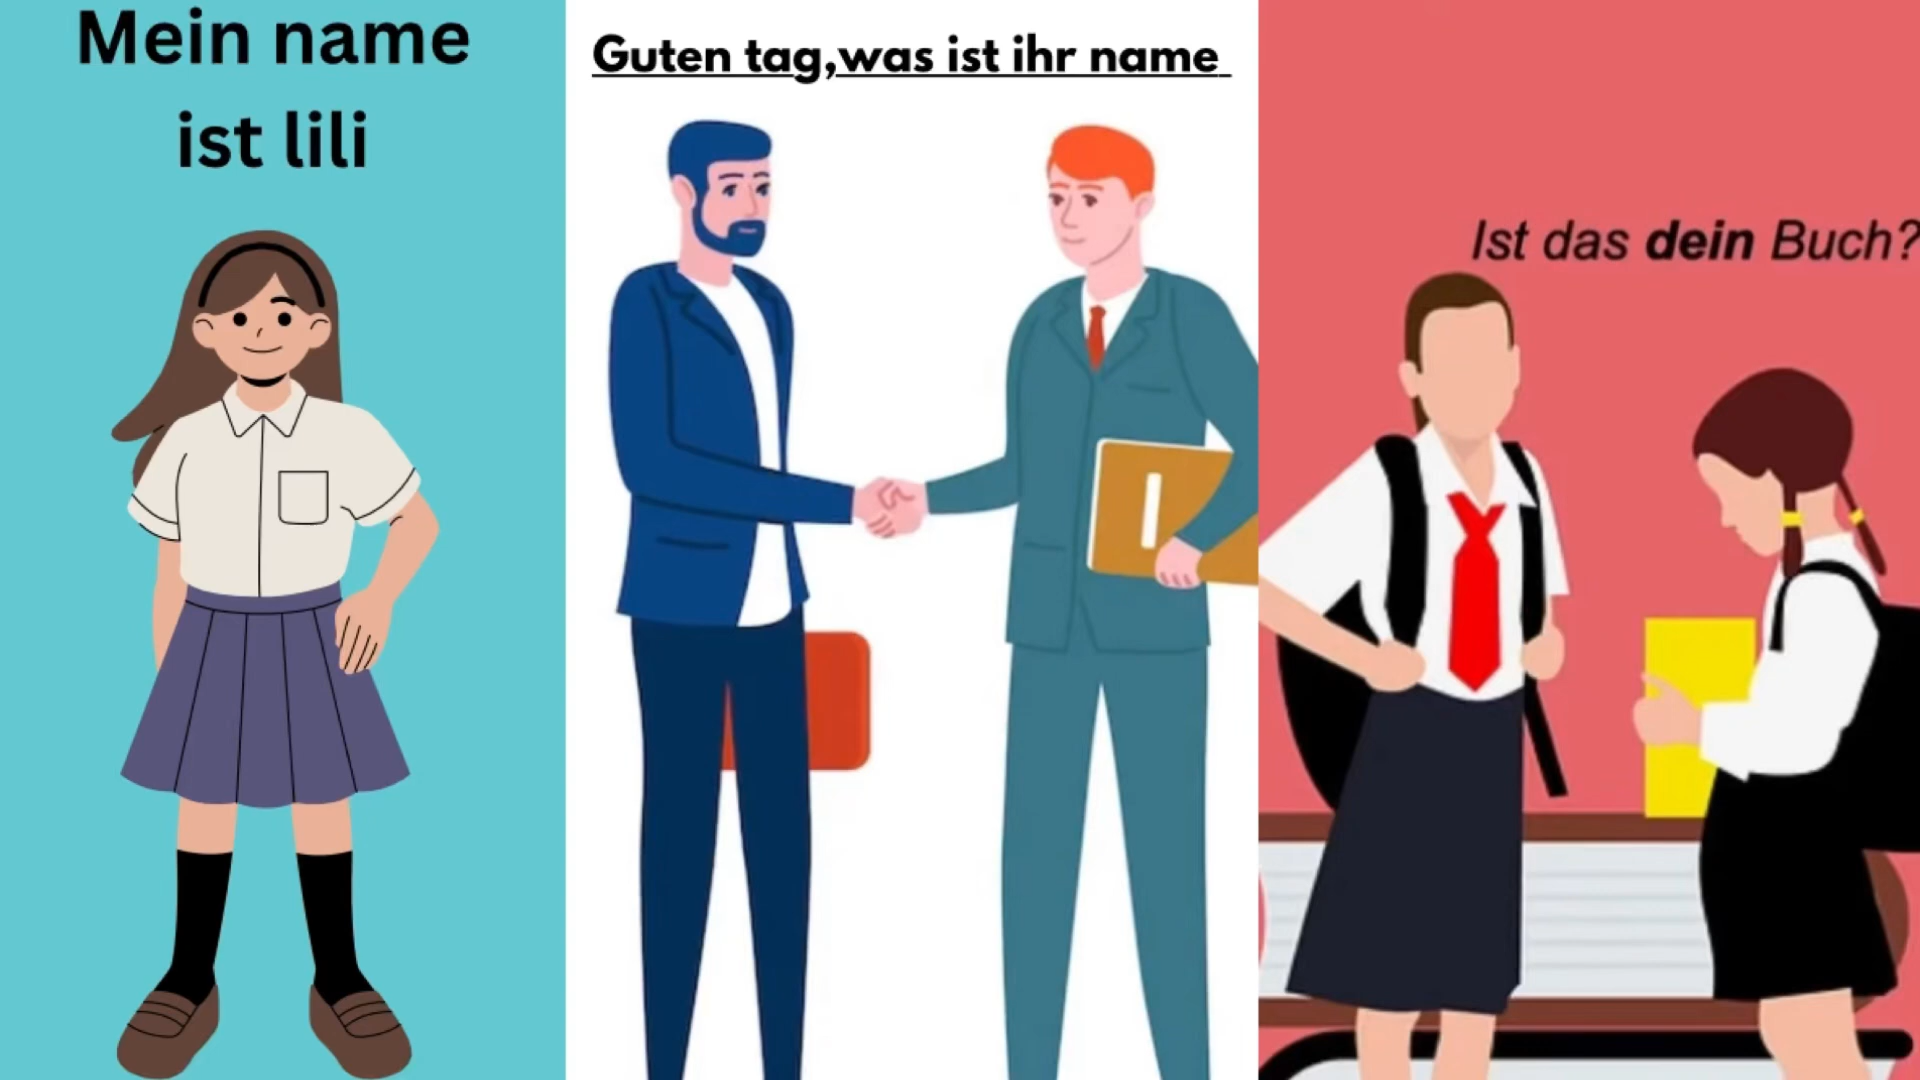 Mein name
ist lili
Guten tag,was ist ihr name
Ist das dein Buch?